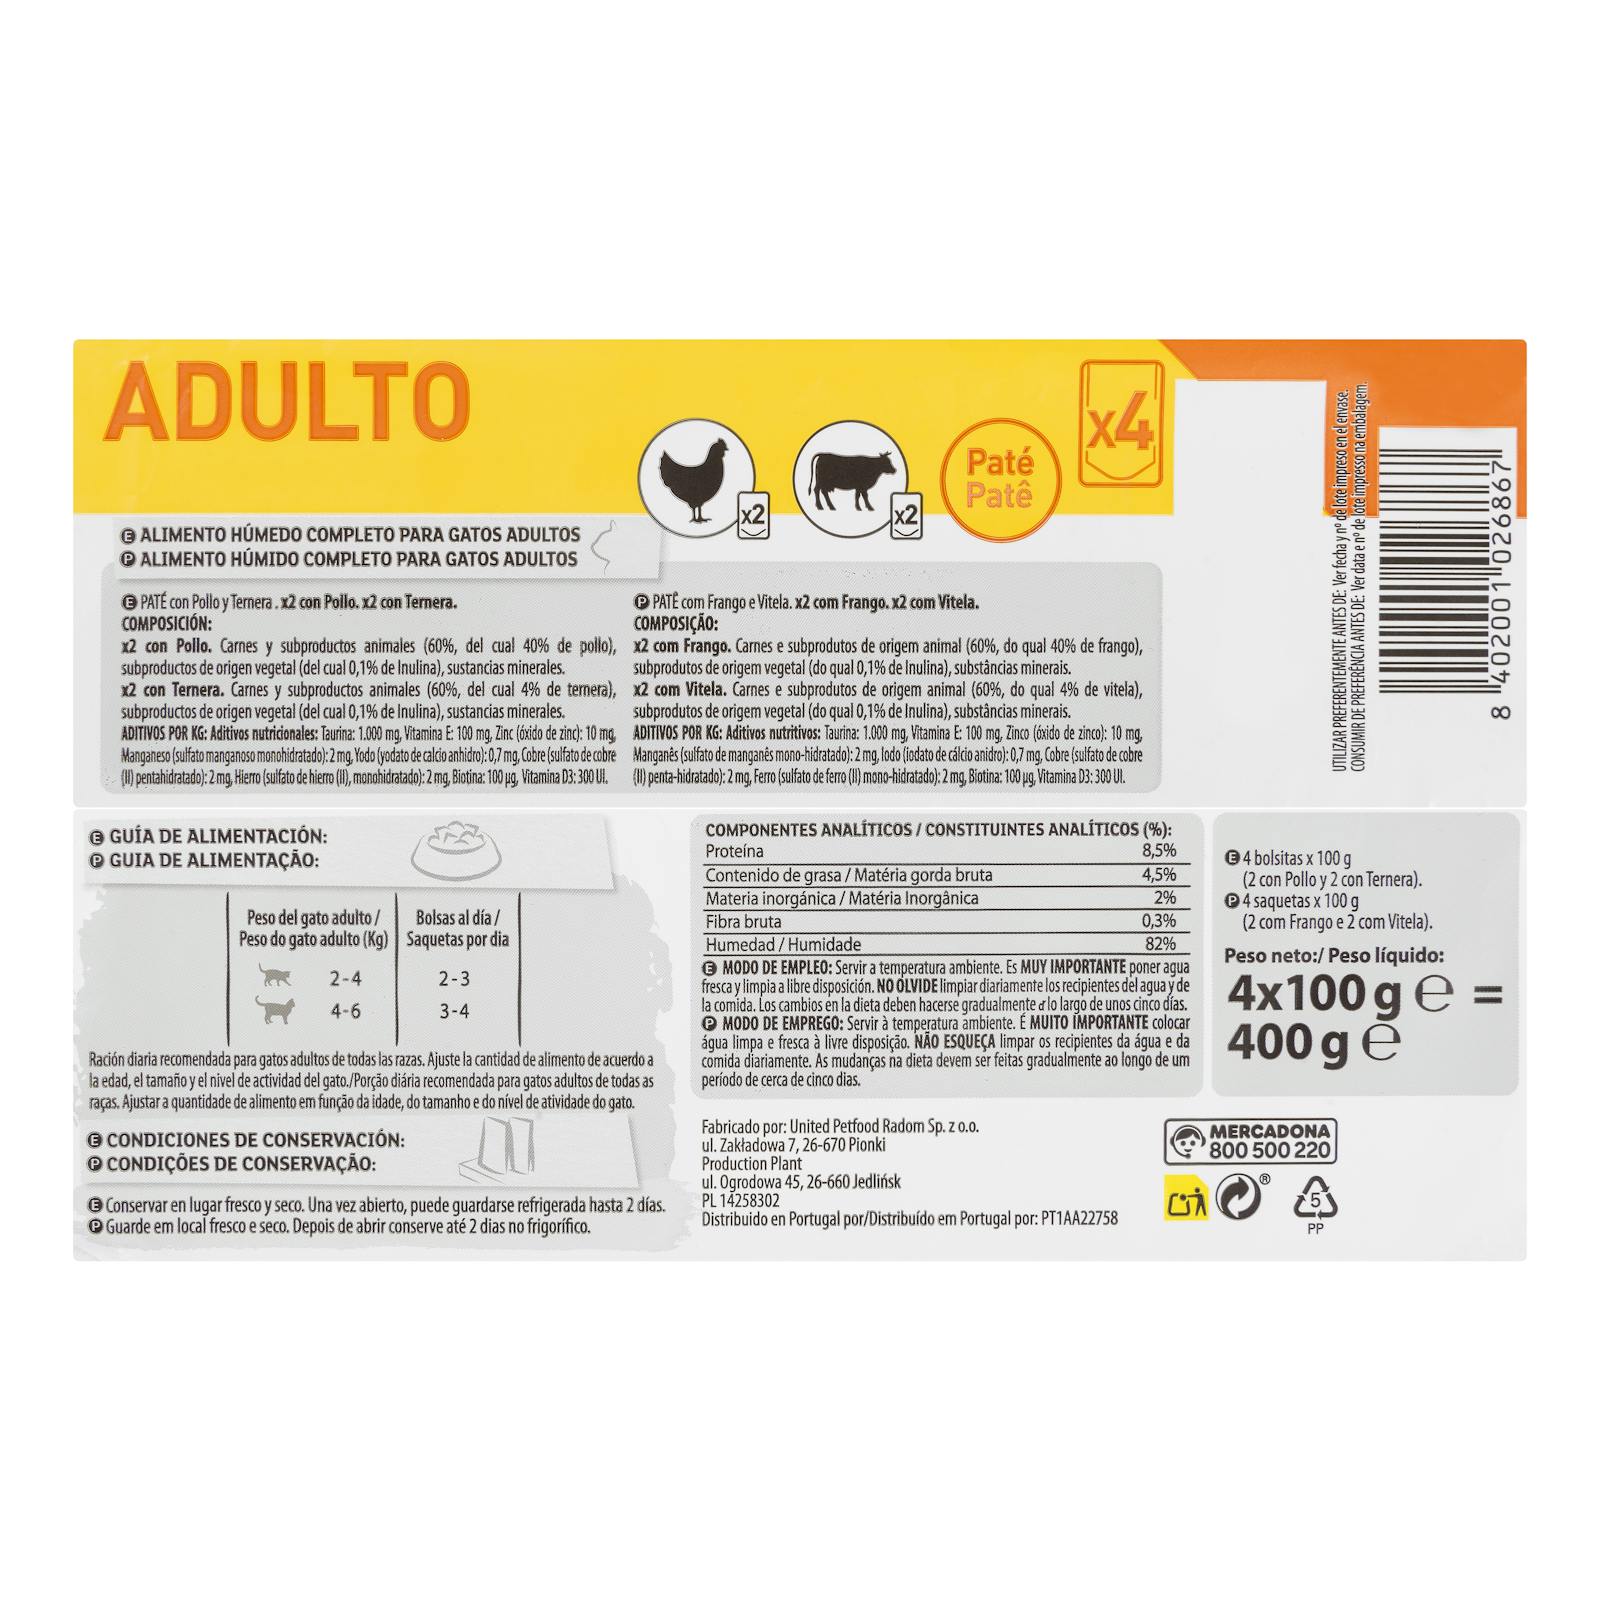 ADULTO
x2
x2
Paté
Patê
x4
E ALIMENTO HÚMEDO COMPLETO PARA GATOS ADULTOS
P ALIMENTO HÚMIDO COMPLETO PARA GATOS ADULTOS
E PATÉ con Pollo y Ternera . x2 con Pollo. x2 con Ternera.
COMPOSICIÓN:
x2 con Pollo. Carnes y subproductos animales (60%, del cual 40% de pollo),
subproductos de origen vegetal (del cual 0,1% de Inulina), sustancias minerales.
x2 con Ternera. Carnes y subproductos animales (60%, del cual 4% de ternera),
subproductos de origen vegetal (del cual 0,1% de Inulina), sustancias minerales.
ADITIVOS POR KG: Aditivos nutricionales: Taurina: 1.000 mg, Vitamina E: 100 mg, Zinc (óxido de zinc): 10 mg,
Manganeso (sulfato manganoso monohidratado): 2 mg, Yodo (yodato de calcio anhidro): 0,7 mg, Cobre (sulfato de cobre
(II) pentahidratado): 2 mg, Hierro (sulfato de hierro (II), monohidratado): 2 mg, Biotina: 100 µg, Vitamina D3: 300 UI.
P PATÊ com Frango e Vitela. x2 com Frango. x2 com Vitela.
COMPOSIÇÃO:
x2 com Frango. Carnes e subprodutos de origem animal (60%, do qual 40% de frango),
subprodutos de origem vegetal (do qual 0,1% de Inulina), substâncias minerais.
x2 com Vitela. Carnes e subprodutos de origem animal (60%, do qual 4% de vitela),
subprodutos de origem vegetal (do qual 0,1% de Inulina), substâncias minerais.
ADITIVOS POR KG: Aditivos nutritivos: Taurina: 1.000 mg, Vitamina E: 100 mg, Zinco (óxido de zinco): 10 mg,
Manganês (sulfato de manganês mono-hidratado): 2 mg, Iodo (iodato de cálcio anidro): 0,7 mg, Cobre (sulfato de cobre
(II) penta-hidratado): 2 mg, Ferro (sulfato de ferro (II) mono-hidratado): 2 mg, Biotina: 100 µg, Vitamina D3: 300 UI.
UTILIZAR PREFERENTEMENTE ANTES DE: Ver fecha y nº de lote impreso en el envase.
CONSUMIR DE PREFERÊNCIA ANTES DE: Ver data e nº de lote impresso na embalagem.
8 402001 026867
E GUÍA DE ALIMENTACIÓN:
P GUIA DE ALIMENTAÇÃO:
Peso del gato adulto / Bolsas al día /
Peso do gato adulto (Kg) Saquetas por dia
2-4 2-3
4-6 3-4
Ración diaria recomendada para gatos adultos de todas las razas. Ajuste la cantidad de alimento de acuerdo a
la edad, el tamaño y el nivel de actividad del gato./Porção diária recomendada para gatos adultos de todas as
raças. Ajustar a quantidade de alimento em função da idade, do tamanho e do nível de atividade do gato.
E CONDICIONES DE CONSERVACIÓN:
P CONDIÇÕES DE CONSERVAÇÃO:
E Conservar en lugar fresco y seco. Una vez abierto, puede guardarse refrigerada hasta 2 días.
P Guarde em local fresco e seco. Depois de abrir conserve até 2 dias no frigorífico.
COMPONENTES ANALÍTICOS / CONSTITUINTES ANALÍTICOS (%):
Proteína 8,5%
Contenido de grasa / Matéria gorda bruta 4,5%
Materia inorgánica / Matéria Inorgânica 2%
Fibra bruta 0,3%
Humedad / Humidade 82%
E MODO DE EMPLEO: Servir a temperatura ambiente. Es MUY IMPORTANTE poner agua
fresca y limpia a libre disposición. NO OLVIDE limpiar diariamente los recipientes del agua y de
la comida. Los cambios en la dieta deben hacerse gradualmente a lo largo de unos cinco días.
P MODO DE EMPREGO: Servir à temperatura ambiente. É MUITO IMPORTANTE colocar
água limpa e fresca à livre disposição. NÃO ESQUEÇA limpar os recipientes da água e da
comida diariamente. As mudanças na dieta devem ser feitas gradualmente ao longo de um
período de cerca de cinco dias.
E 4 bolsitas x 100 g
(2 con Pollo y 2 con Ternera).
P 4 saquetas x 100 g
(2 com Frango e 2 com Vitela).
Peso neto:/ Peso líquido:
4x100 g ℮ =
400 g ℮
Fabricado por: United Petfood Radom Sp. z o.o.
ul. Zakładowa 7, 26-670 Pionki
Production Plant
ul. Ogrodowa 45, 26-660 Jedlińsk
PL 14258302
Distribuido en Portugal por/Distribuído em Portugal por: PT1AA22758
MERCADONA
800 500 220
®
5
PP